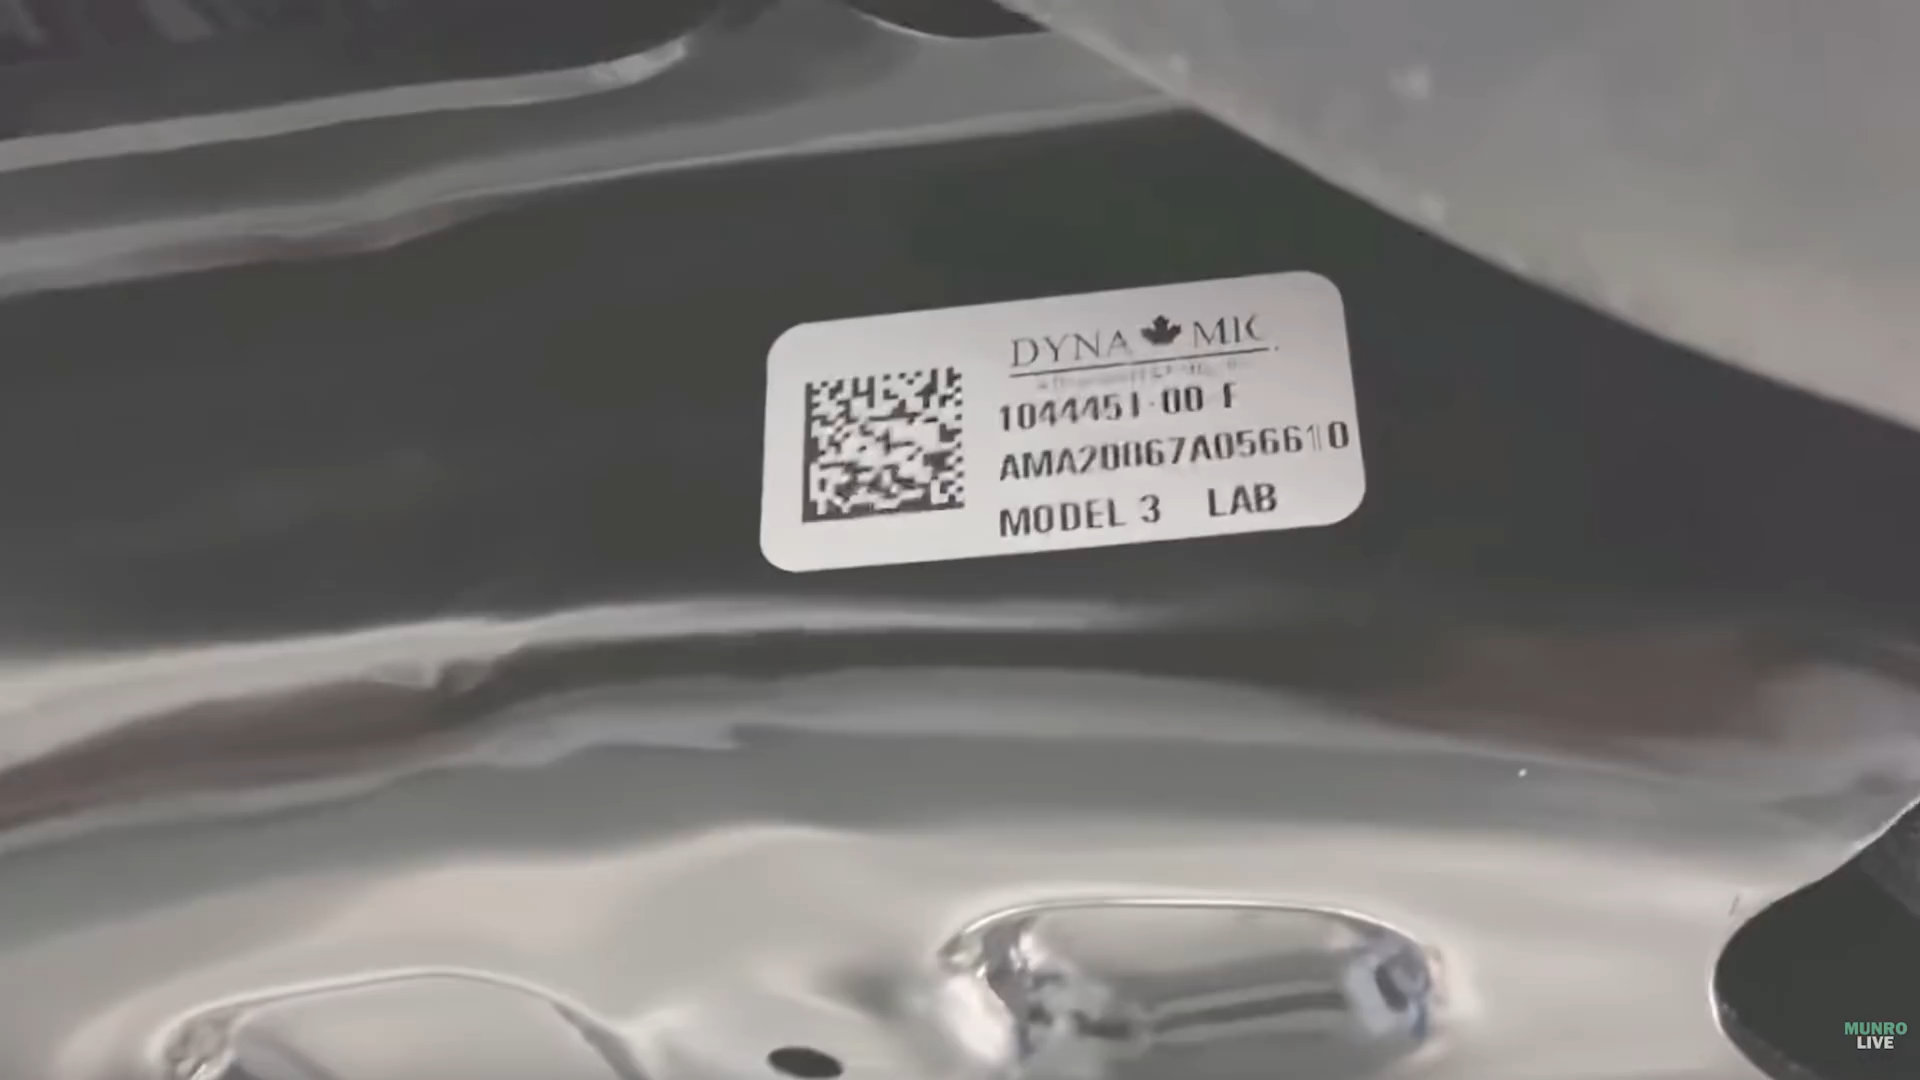 DYNA MIC
1044451-00-F
AMA20067A056610
MODEL 3 LAB
MUNRO
LIVE